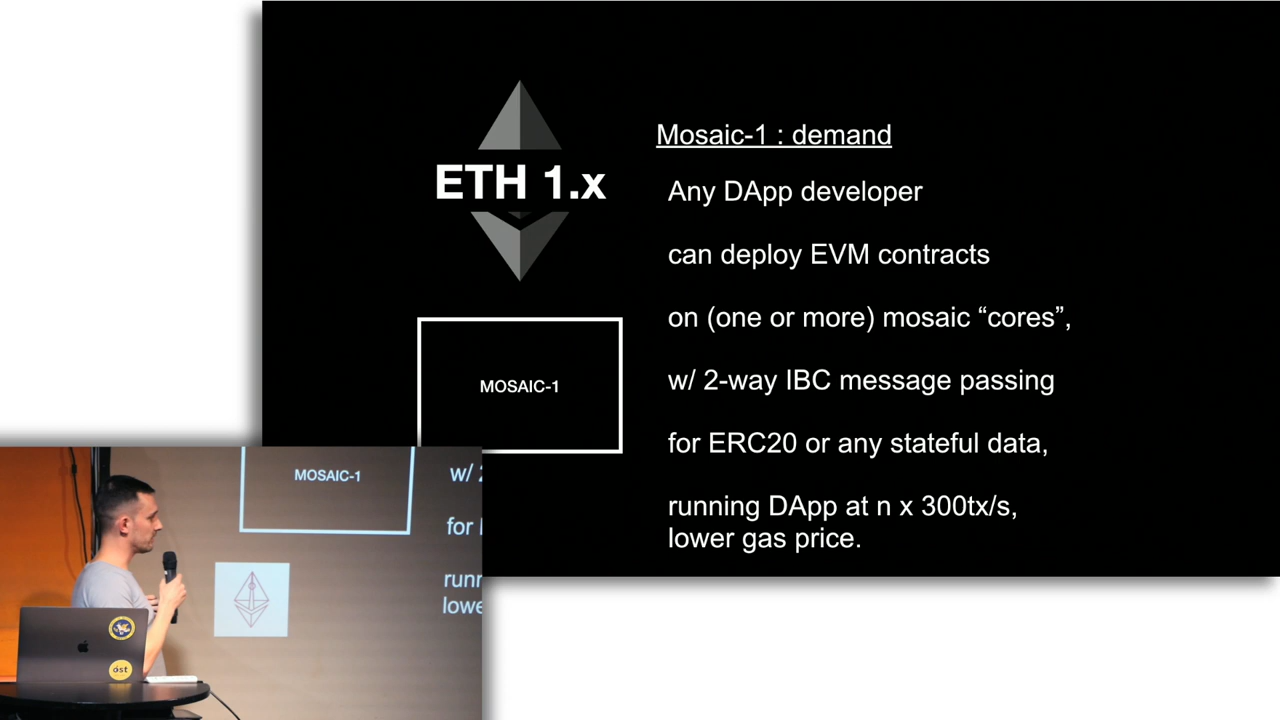 ETH 1.x
MOSAIC-1
Mosaic-1 : demand
Any DApp developer
can deploy EVM contracts
on (one or more) mosaic “cores”,
w/ 2-way IBC message passing
for ERC20 or any stateful data,
running DApp at n x 300tx/s,
lower gas price.
MOSAIC-1
w/ 2
for
runn
lowe
ost